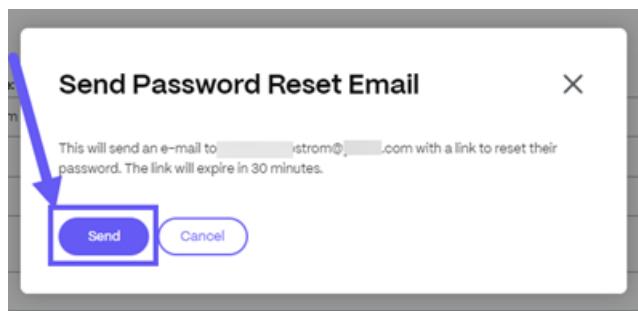 Send Password Reset Email
This will send an e-mail to strom@ .com with a link to reset their
password. The link will expire in 30 minutes.
Send Cancel